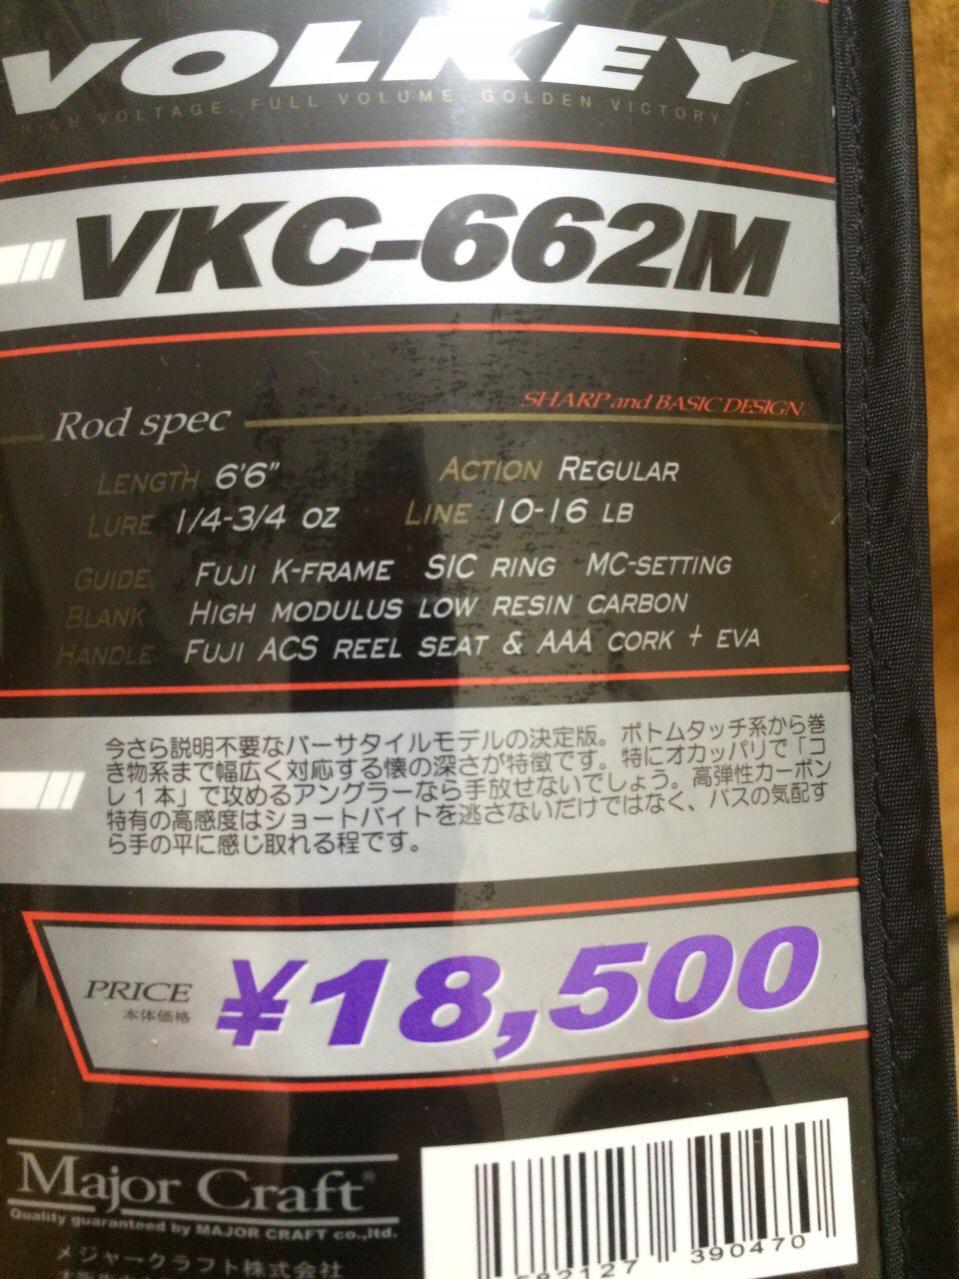 VOLKEY
HIGH VOLTAGE, FULL VOLUME, GOLDEN VICTORY
VKC-662M
Rod spec
SHARP and BASIC DESIGN
LENGTH 6'6" ACTION REGULAR
LURE 1/4-3/4 OZ LINE 10-16 LB
GUIDE FUJI K-FRAME SIC RING MC-SETTING
BLANK HIGH MODULUS LOW RESIN CARBON
HANDLE FUJI ACS REEL SEAT & AAA CORK + EVA
今さら説明不要なバーサタイルモデルの決定版。ボトムタッチ系から巻
き物系まで幅広く対応する懐の深さが特徴です。特にオカッパリで「コ
レ１本」で攻めるアングラーなら手放せないでしょう。高弾性カーボン
特有の高感度はショートバイトを逃さないだけではなく、バスの気配す
ら手の平に感じ取れる程です。
PRICE
本体価格
¥18,500
Major Craft®
Quality guaranteed by MAJOR CRAFT co.,ltd.
メジャークラフト株式会社
582127 390470